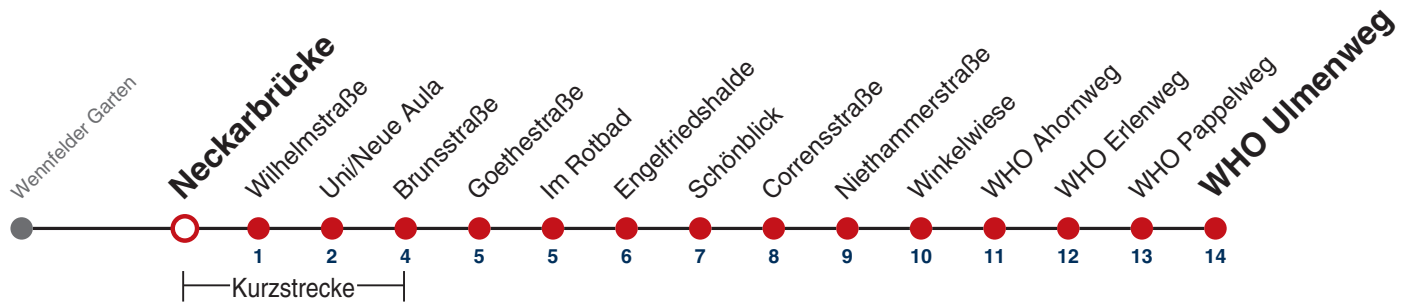 Wennfelder Garten
Neckarbrücke
Wilhelmstraße
Uni/Neue Aula
Brunsstraße
Goethestraße
Im Rotbad
Engelfriedshalde
Schönblick
Corrensstraße
Niethammerstraße
Winkelwiese
WHO Ahornweg
WHO Erlenweg
WHO Pappelweg
WHO Ulmenweg
1 2 4 5 5 6 7 8 9 10 11 12 13 14
Kurzstrecke